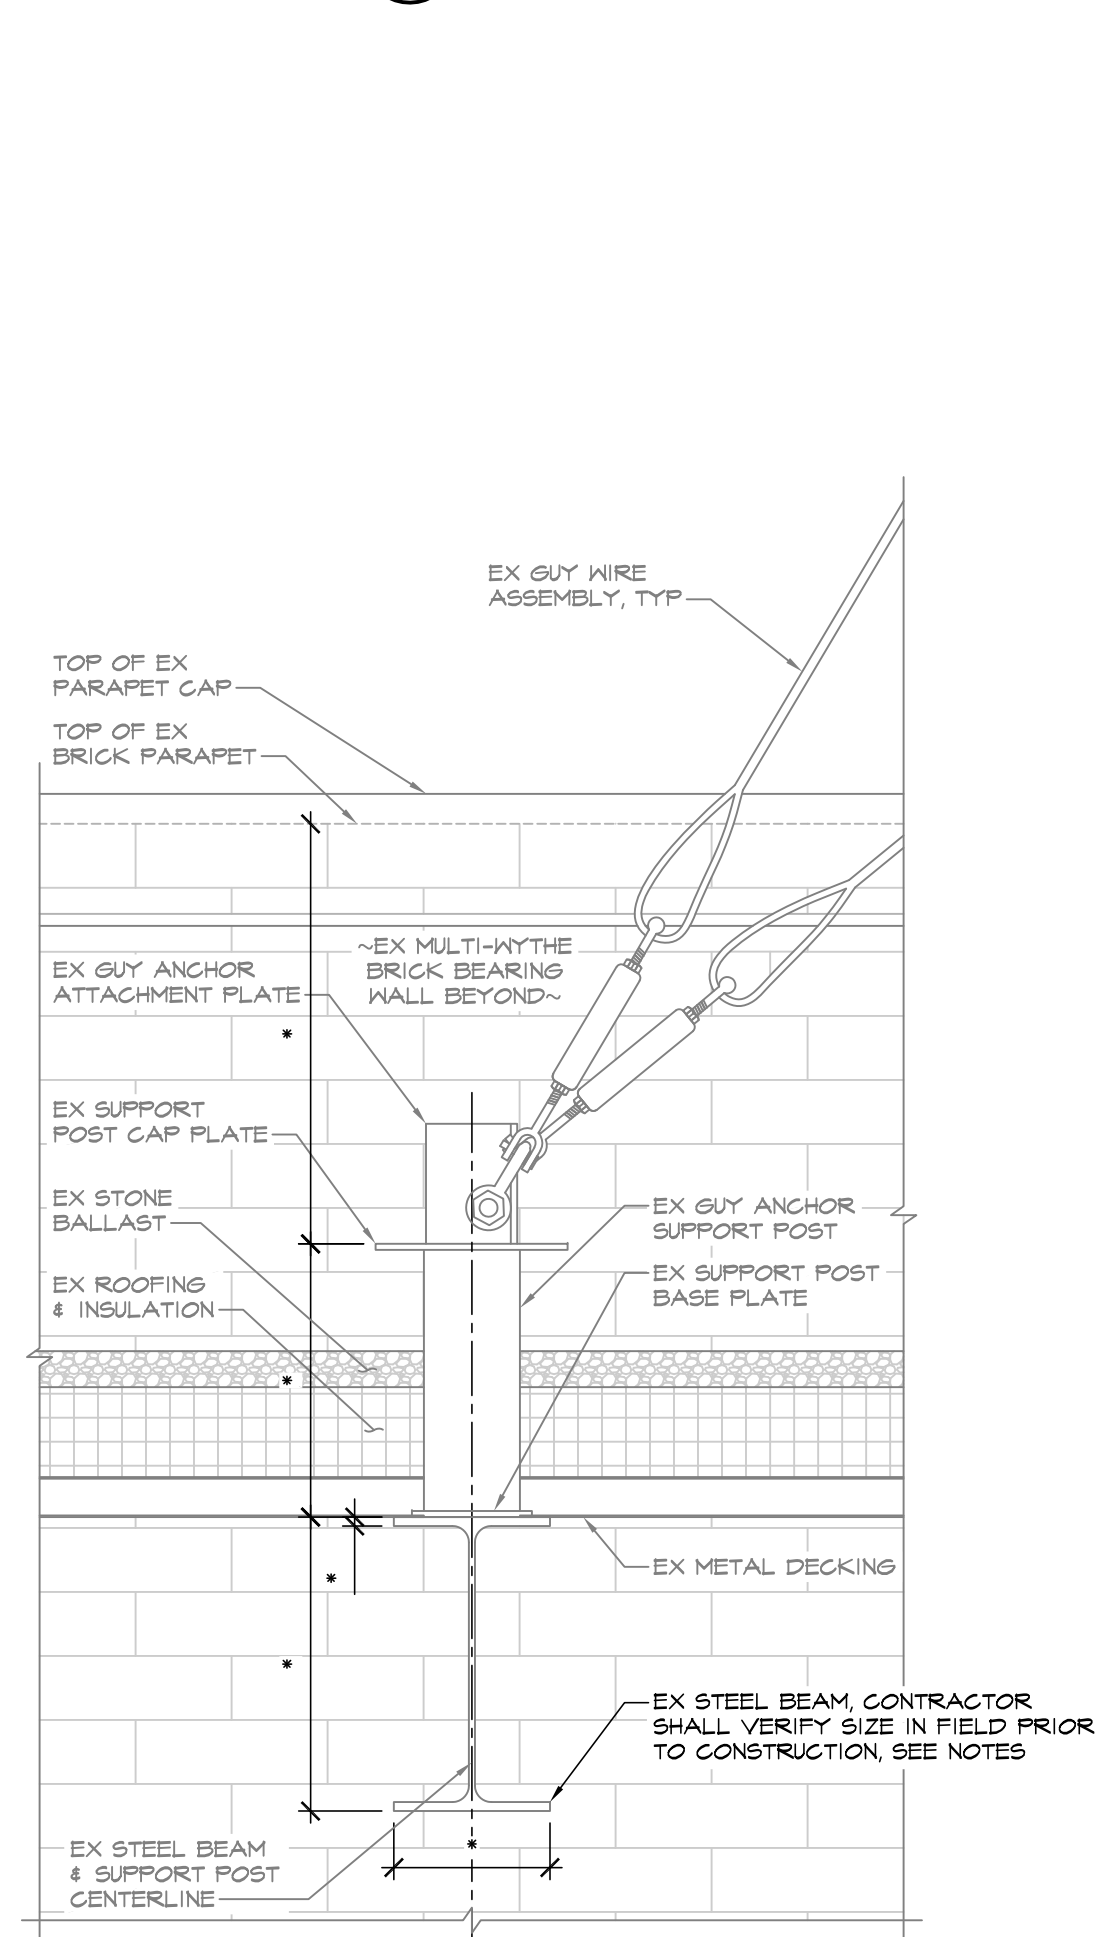 EX GUY WIRE
ASSEMBLY, TYP
TOP OF EX
PARAPET CAP
TOP OF EX
BRICK PARAPET
~EX MULTI-WYTHE
BRICK BEARING
WALL BEYOND~
EX GUY ANCHOR
ATTACHMENT PLATE
*
EX SUPPORT
POST CAP PLATE
EX STONE
BALLAST
EX GUY ANCHOR
SUPPORT POST
EX ROOFING
& INSULATION
EX SUPPORT POST
BASE PLATE
*
EX METAL DECKING
*
*
EX STEEL BEAM, CONTRACTOR
SHALL VERIFY SIZE IN FIELD PRIOR
TO CONSTRUCTION, SEE NOTES
*
EX STEEL BEAM
& SUPPORT POST
CENTERLINE